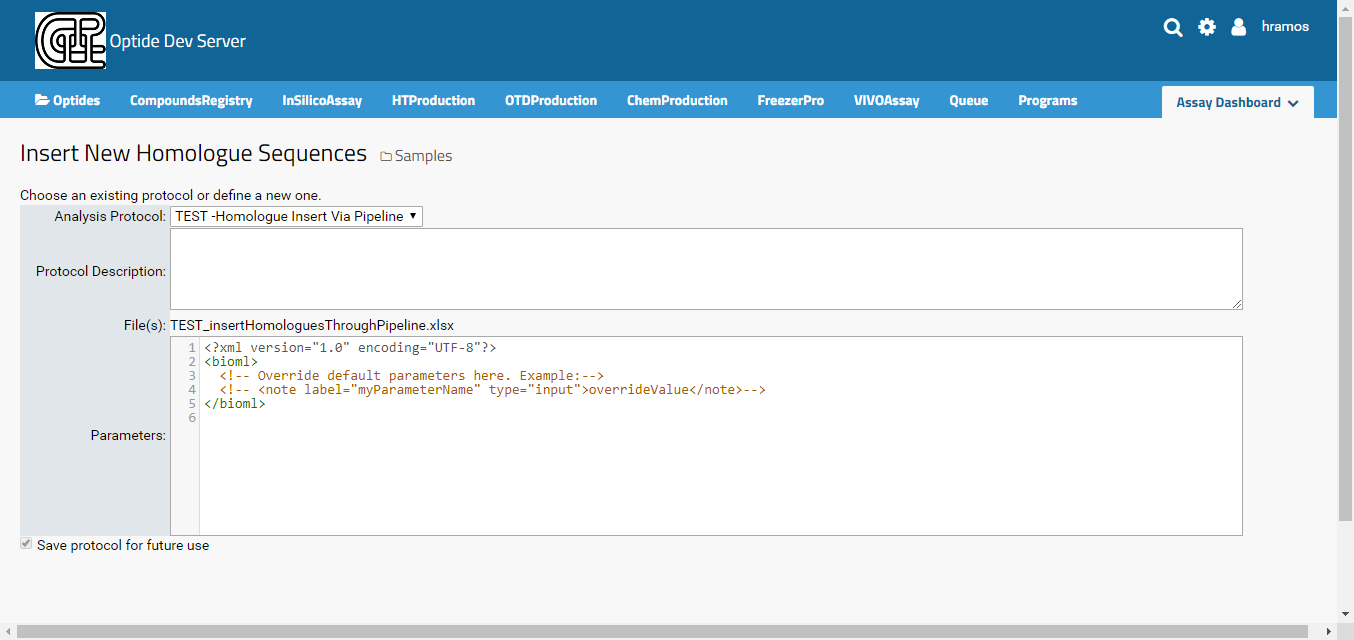 Optide Dev Server
hramos
Optides CompoundsRegistry InSilicoAssay HTProduction OTDProduction ChemProduction FreezerPro VIVOAssay Queue Programs Assay Dashboard
Insert New Homologue Sequences Samples
Choose an existing protocol or define a new one.
Analysis Protocol: TEST -Homologue Insert Via Pipeline
Protocol Description:
File(s): TEST_insertHomologuesThroughPipeline.xlsx
1 <?xml version="1.0" encoding="UTF-8"?>
2 <bioml>
3 <!-- Override default parameters here. Example:-->
4 <!-- <note label="myParameterName" type="input">overrideValue</note>-->
5 </bioml>
6
Parameters:
Save protocol for future use